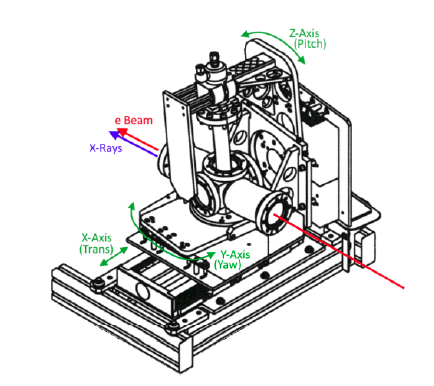 Z-Axis
(Pitch)
e Beam
X-Rays
X-Axis
(Trans)
Y-Axis
(Yaw)